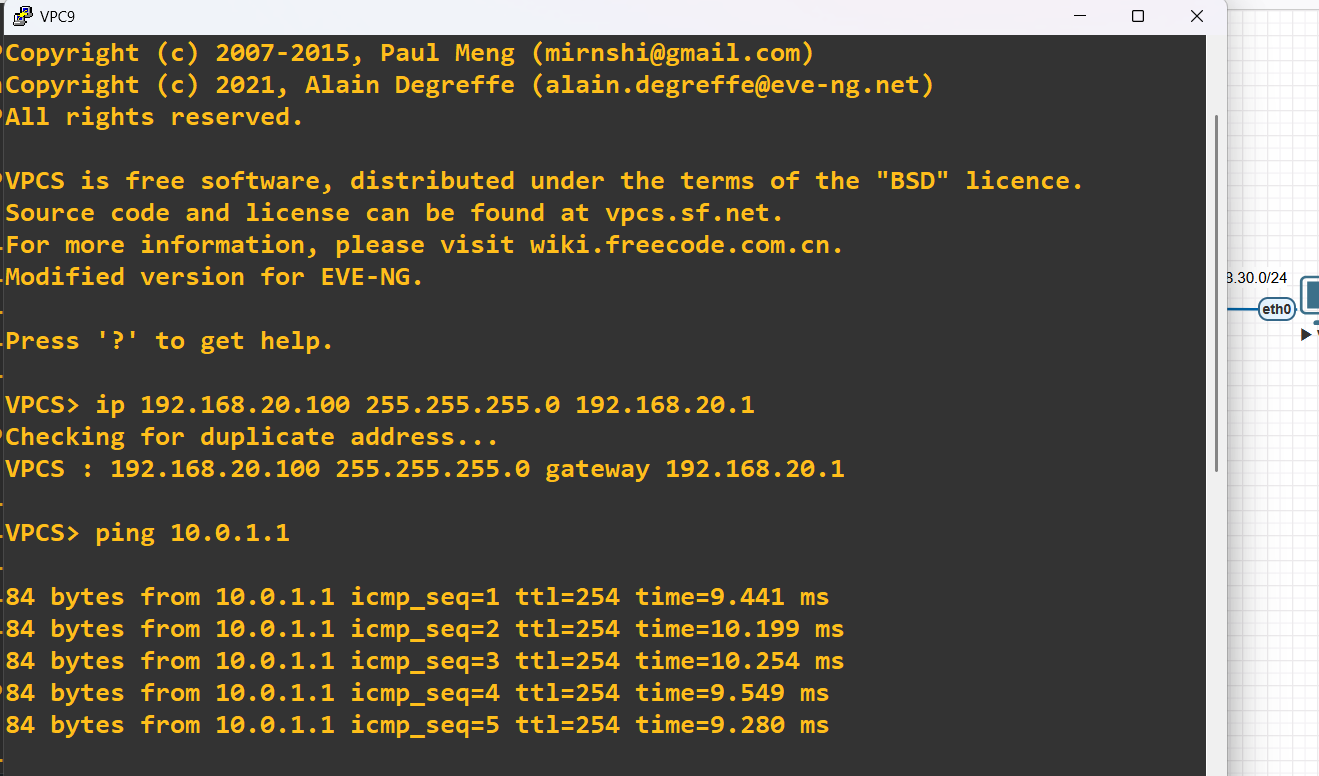 VPC9
Copyright (c) 2007-2015, Paul Meng (mirnshi@gmail.com)
Copyright (c) 2021, Alain Degreffe (alain.degreffe@eve-ng.net)
All rights reserved.
VPCS is free software, distributed under the terms of the "BSD" licence.
Source code and license can be found at vpcs.sf.net.
For more information, please visit wiki.freecode.com.cn.
Modified version for EVE-NG.
Press '?' to get help.
VPCS> ip 192.168.20.100 255.255.255.0 192.168.20.1
Checking for duplicate address...
VPCS : 192.168.20.100 255.255.255.0 gateway 192.168.20.1
VPCS> ping 10.0.1.1
84 bytes from 10.0.1.1 icmp_seq=1 ttl=254 time=9.441 ms
84 bytes from 10.0.1.1 icmp_seq=2 ttl=254 time=10.199 ms
84 bytes from 10.0.1.1 icmp_seq=3 ttl=254 time=10.254 ms
84 bytes from 10.0.1.1 icmp_seq=4 ttl=254 time=9.549 ms
84 bytes from 10.0.1.1 icmp_seq=5 ttl=254 time=9.280 ms
8.30.0/24
eth0